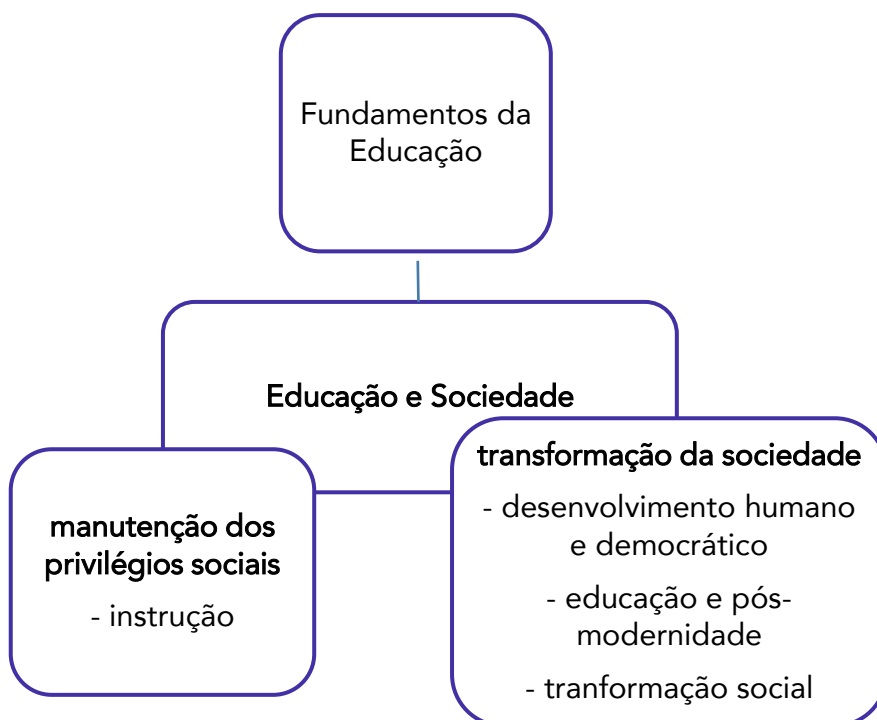 Fundamentos da
Educação
Educação e Sociedade
manutenção dos
privilégios sociais
- instrução
transformação da sociedade
- desenvolvimento humano
e democrático
- educação e pós-
modernidade
- tranformação social